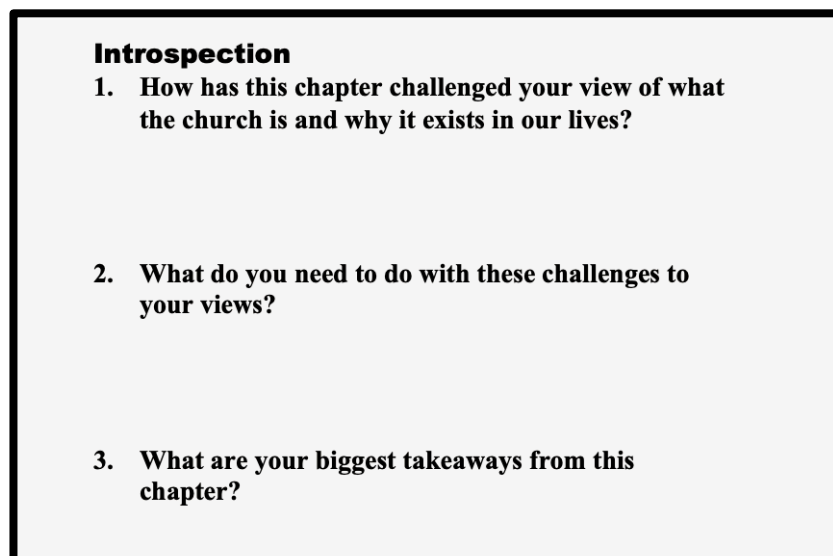 Introspection
1. How has this chapter challenged your view of what
the church is and why it exists in our lives?
2. What do you need to do with these challenges to
your views?
3. What are your biggest takeaways from this
chapter?